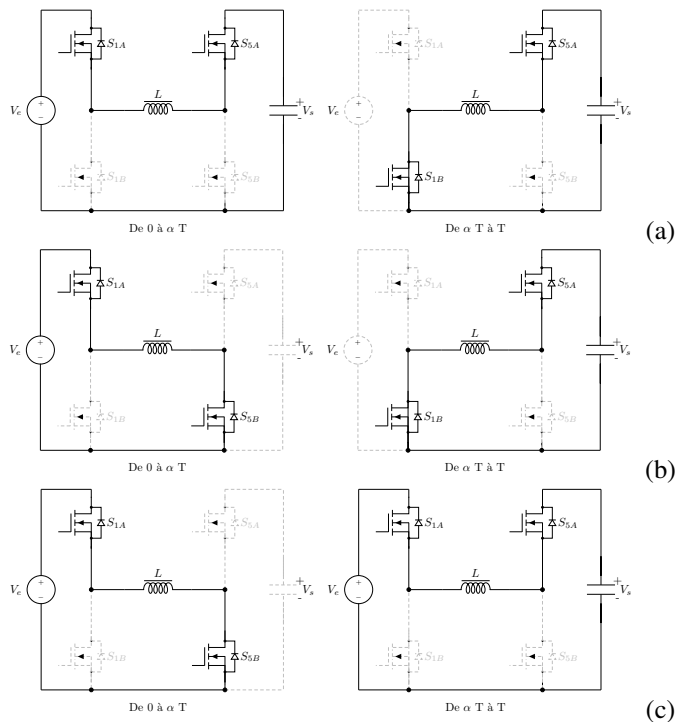 S1A S5A S1A S5A
L L
Ve + − + − Vs Ve + − + − Vs
S1B S5B S1B S5B
De 0 à α T De α T à T (a)
S1A S5A S1A S5A
L L
Ve + − + − Vs Ve + − + − Vs
S1B S5B S1B S5B
De 0 à α T De α T à T (b)
S1A S5A S1A S5A
L L
Ve + − + − Vs Ve + − + − Vs
S1B S5B S1B S5B
De 0 à α T De α T à T (c)